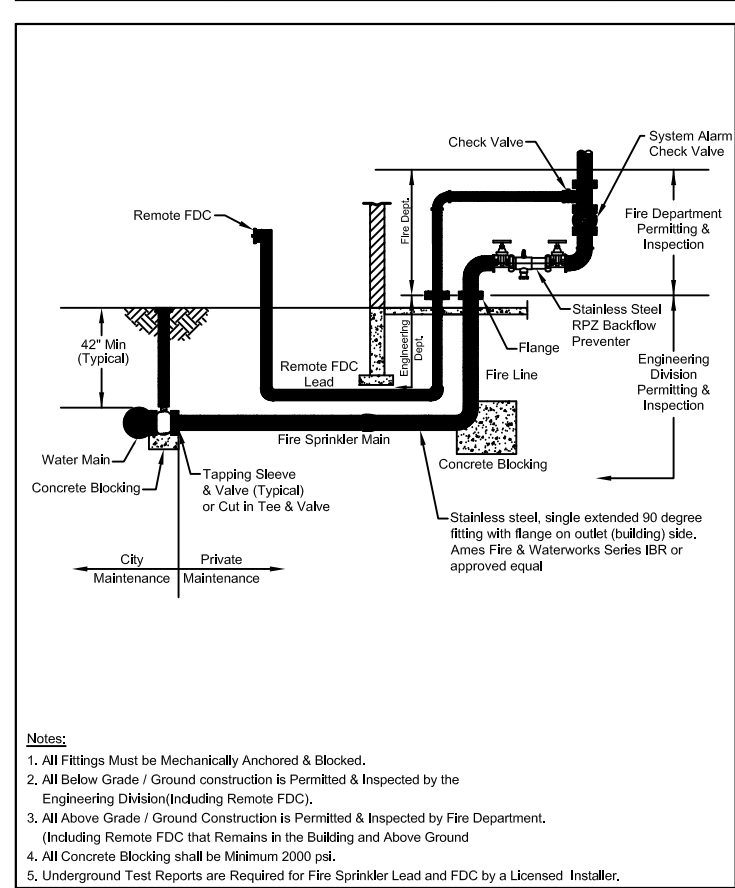 Check Valve
System Alarm
Check Valve
Remote FDC
Fire Dept.
Fire Department
Permitting &
Inspection
42" Min
(Typical)
Engineering
Dept.
Stainless Steel
RPZ Backflow
Preventer
Flange
Remote FDC
Lead
Fire Line
Engineering
Division
Permitting &
Inspection
Fire Sprinkler Main
Water Main
Concrete Blocking
Concrete Blocking
Tapping Sleeve
& Valve (Typical)
or Cut in Tee & Valve
Stainless steel, single extended 90 degree
fitting with flange on outlet (building) side.
Ames Fire & Waterworks Series IBR or
approved equal
City
Maintenance
Private
Maintenance
Notes:
1. All Fittings Must be Mechanically Anchored & Blocked.
2. All Below Grade / Ground construction is Permitted & Inspected by the
Engineering Division(Including Remote FDC).
3. All Above Grade / Ground Construction is Permitted & Inspected by Fire Department.
(Including Remote FDC that Remains in the Building and Above Ground
4. All Concrete Blocking shall be Minimum 2000 psi.
5. Underground Test Reports are Required for Fire Sprinkler Lead and FDC by a Licensed Installer.